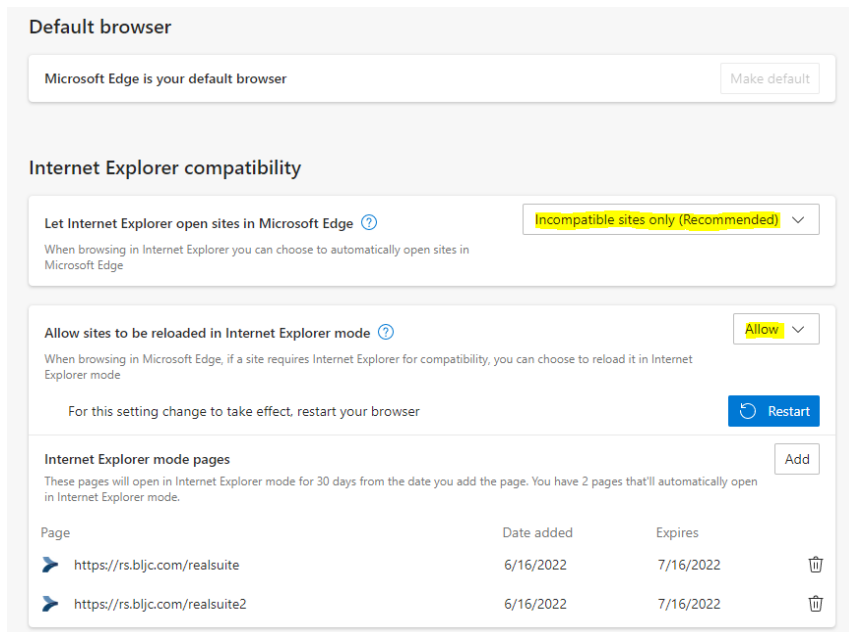 Default browser
Microsoft Edge is your default browser
Make default
Internet Explorer compatibility
Let Internet Explorer open sites in Microsoft Edge
Incompatible sites only (Recommended)
When browsing in Internet Explorer you can choose to automatically open sites in
Microsoft Edge
Allow sites to be reloaded in Internet Explorer mode
Allow
When browsing in Microsoft Edge, if a site requires Internet Explorer for compatibility, you can choose to reload it in Internet
Explorer mode
For this setting change to take effect, restart your browser
Restart
Internet Explorer mode pages
Add
These pages will open in Internet Explorer mode for 30 days from the date you add the page. You have 2 pages that'll automatically open
in Internet Explorer mode.
Page Date added Expires
https://rs.bljc.com/realsuite 6/16/2022 7/16/2022
https://rs.bljc.com/realsuite2 6/16/2022 7/16/2022